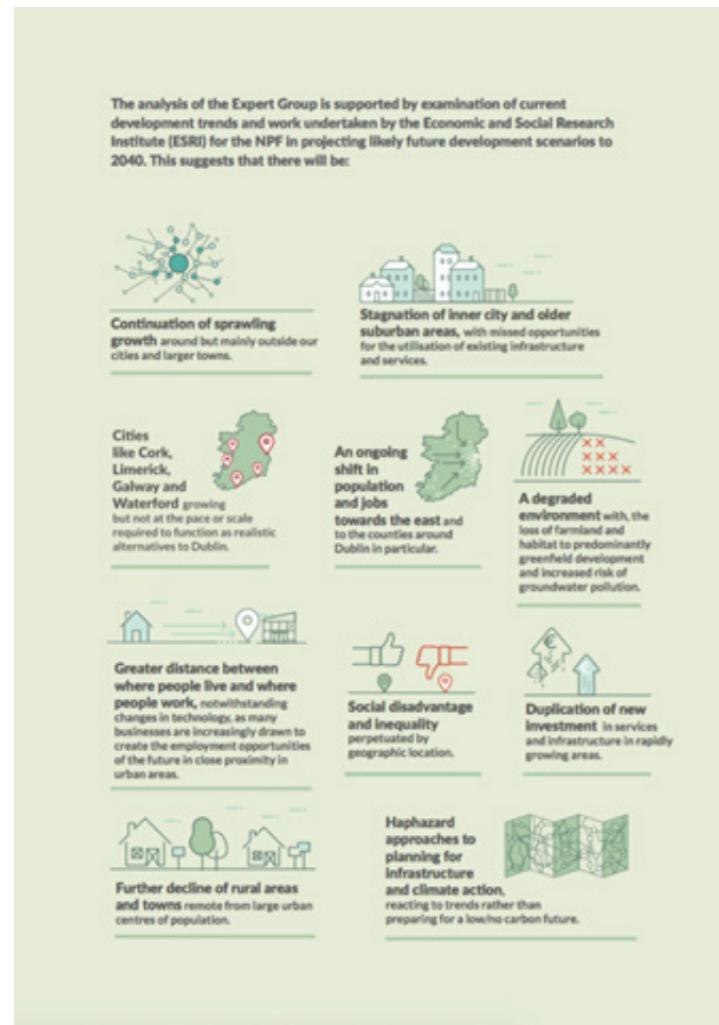 The analysis of the Expert Group is supported by examination of current
development trends and work undertaken by the Economic and Social Research
Institute (ESRI) for the NPF in projecting likely future development scenarios to
2040. This suggests that there will be:
Continuation of sprawling
growth around but mainly outside our
cities and larger towns.
Stagnation of inner city and older
suburban areas, with missed opportunities
for the utilisation of existing infrastructure
and services.
Cities
like Cork,
Limerick,
Galway and
Waterford growing
but not at the pace or scale
required to function as realistic
alternatives to Dublin.
An ongoing
shift in
population
and jobs
towards the east and
to the counties around
Dublin in particular.
A degraded
environment with, the
loss of farmland and
habitat to predominantly
greenfield development
and increased risk of
groundwater pollution.
Greater distance between
where people live and where
people work, notwithstanding
changes in technology, as many
businesses are increasingly drawn to
create the employment opportunities
of the future in close proximity in
urban areas.
Social disadvantage
and inequality
perpetuated by
geographic location.
€
Duplication of new
investment in services
and infrastructure in rapidly
growing areas.
Further decline of rural areas
and towns remote from large urban
centres of population.
Haphazard
approaches to
planning for
infrastructure
and climate action,
reacting to trends rather than
preparing for a low/no carbon future.